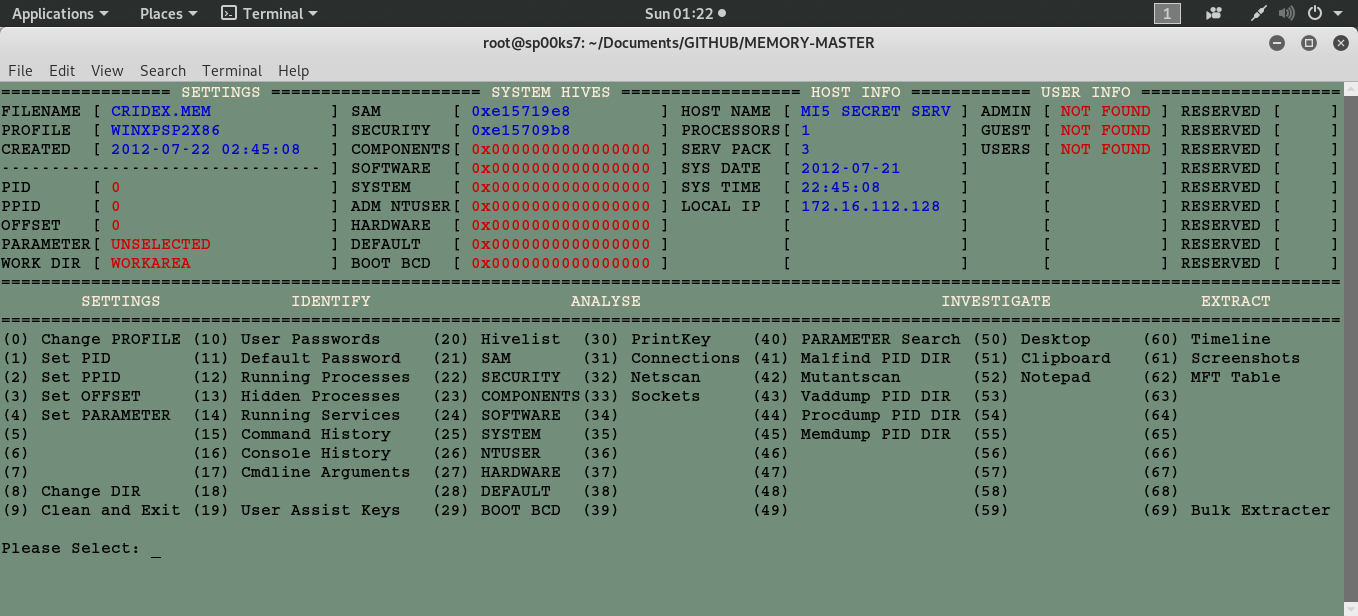 Applications Places Terminal Sun 01:22 1
root@sp00ks7: ~/Documents/GITHUB/MEMORY-MASTER
File Edit View Search Terminal Help
================= SETTINGS ===================== SYSTEM HIVES ================== HOST INFO ============ USER INFO ====================
FILENAME [ CRIDEX.MEM ] SAM [ 0xe15719e8 ] HOST NAME [ MI5 SECRET SERV ] ADMIN [ NOT FOUND ] RESERVED [ ]
PROFILE [ WINXPSP2X86 ] SECURITY [ 0xe15709b8 ] PROCESSORS[ 1 ] GUEST [ NOT FOUND ] RESERVED [ ]
CREATED [ 2012-07-22 02:45:08 ] COMPONENTS[ 0x0000000000000000 ] SERV PACK [ 3 ] USERS [ NOT FOUND ] RESERVED [ ]
-------------------------------- ] SOFTWARE [ 0x0000000000000000 ] SYS DATE [ 2012-07-21 ] [ ] RESERVED [ ]
PID [ 0 ] SYSTEM [ 0x0000000000000000 ] SYS TIME [ 22:45:08 ] [ ] RESERVED [ ]
PPID [ 0 ] ADM NTUSER[ 0x0000000000000000 ] LOCAL IP [ 172.16.112.128 ] [ ] RESERVED [ ]
OFFSET [ 0 ] HARDWARE [ 0x0000000000000000 ] [ ] [ ] RESERVED [ ]
PARAMETER[ UNSELECTED ] DEFAULT [ 0x0000000000000000 ] [ ] [ ] RESERVED [ ]
WORK DIR [ WORKAREA ] BOOT BCD [ 0x0000000000000000 ] [ ] [ ] RESERVED [ ]
======================================================================================================================================
SETTINGS IDENTIFY ANALYSE INVESTIGATE EXTRACT
======================================================================================================================================
(0) Change PROFILE (10) User Passwords (20) Hivelist (30) PrintKey (40) PARAMETER Search (50) Desktop (60) Timeline
(1) Set PID (11) Default Password (21) SAM (31) Connections (41) Malfind PID DIR (51) Clipboard (61) Screenshots
(2) Set PPID (12) Running Processes (22) SECURITY (32) Netscan (42) Mutantscan (52) Notepad (62) MFT Table
(3) Set OFFSET (13) Hidden Processes (23) COMPONENTS(33) Sockets (43) Vaddump PID DIR (53) (63)
(4) Set PARAMETER (14) Running Services (24) SOFTWARE (34) (44) Procdump PID DIR (54) (64)
(5) (15) Command History (25) SYSTEM (35) (45) Memdump PID DIR (55) (65)
(6) (16) Console History (26) NTUSER (36) (46) (56) (66)
(7) (17) Cmdline Arguments (27) HARDWARE (37) (47) (57) (67)
(8) Change DIR (18) (28) DEFAULT (38) (48) (58) (68)
(9) Clean and Exit (19) User Assist Keys (29) BOOT BCD (39) (49) (59) (69) Bulk Extracter
Please Select: _